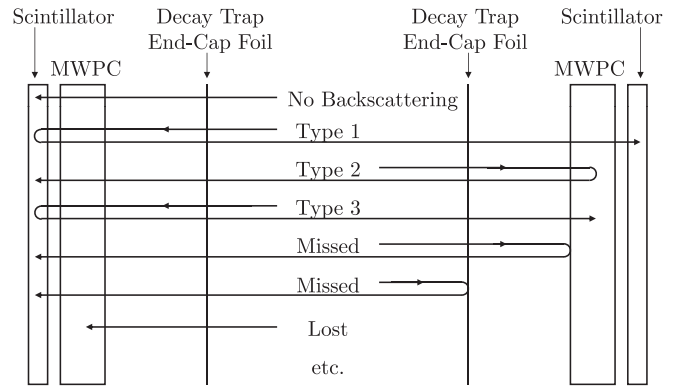 Scintillator
Decay Trap
End-Cap Foil
Decay Trap
End-Cap Foil
Scintillator
MWPC
MWPC
No Backscattering
Type 1
Type 2
Type 3
Missed
Missed
Lost
etc.